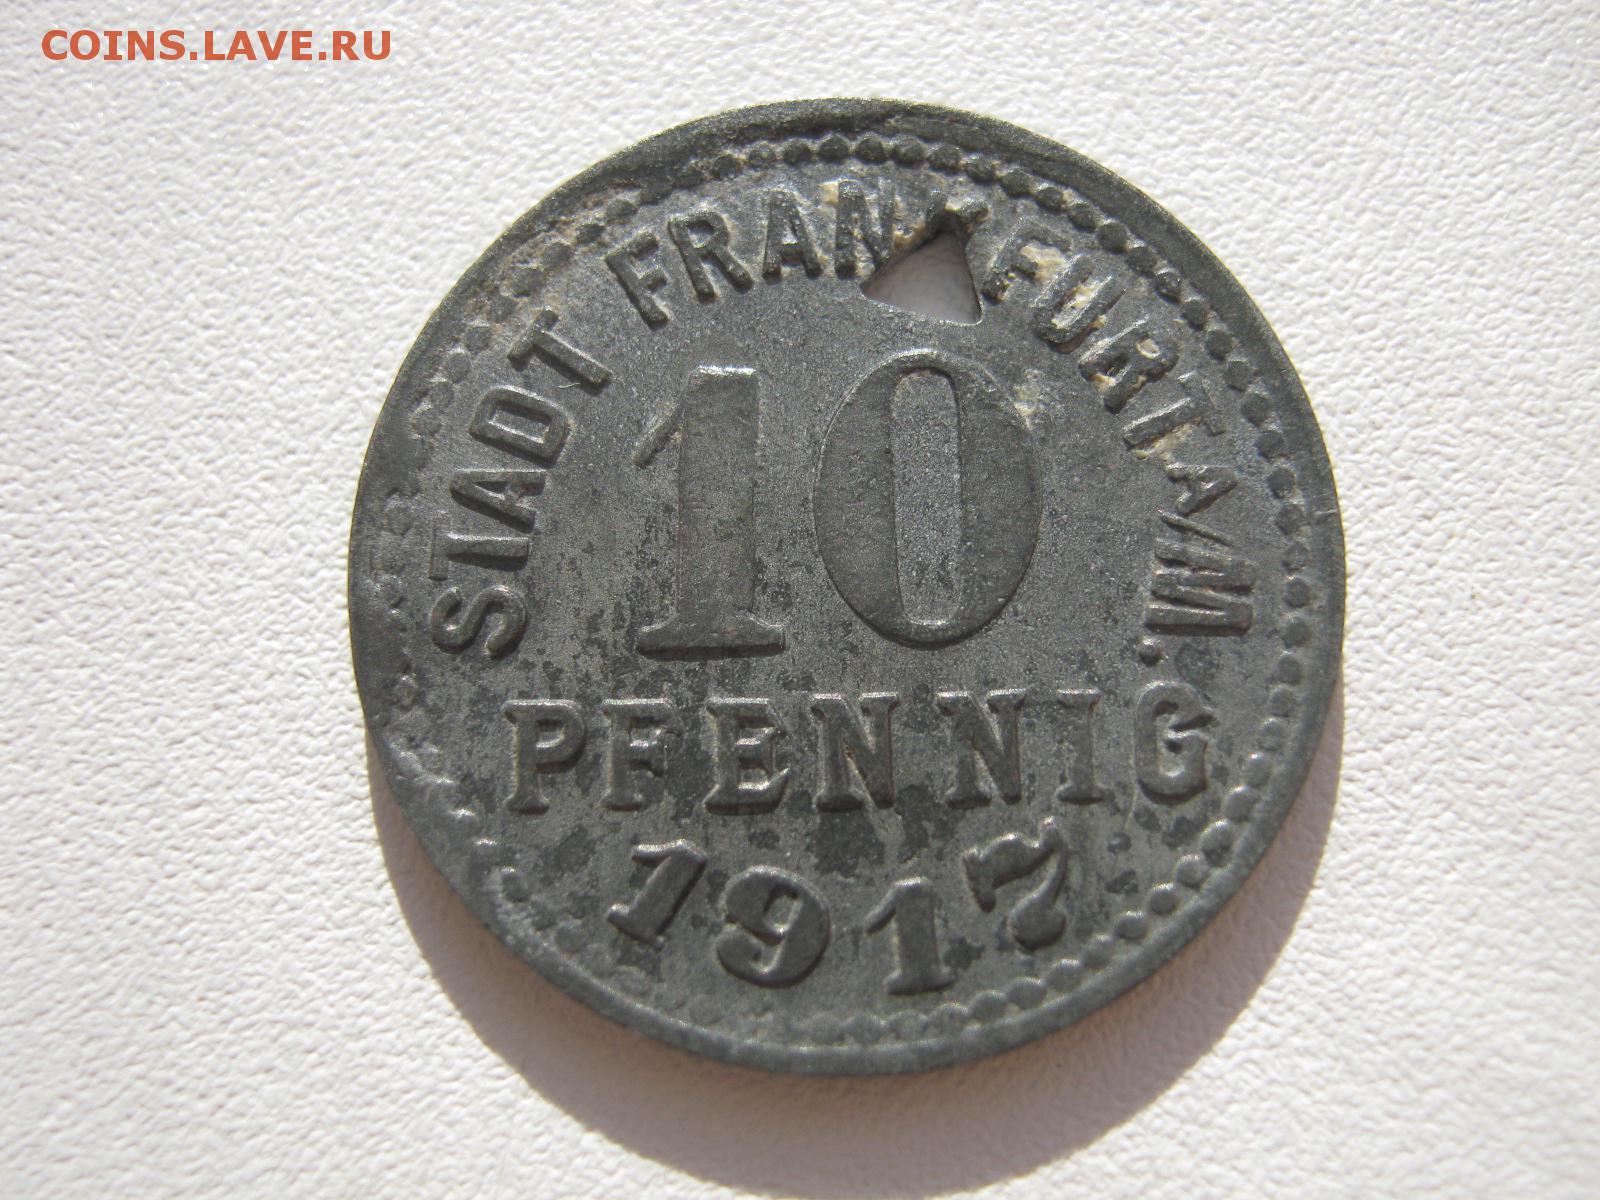 COINS.LAVE.RU
STADT FRANKFURT A/M.
10
PFENNIG
1917